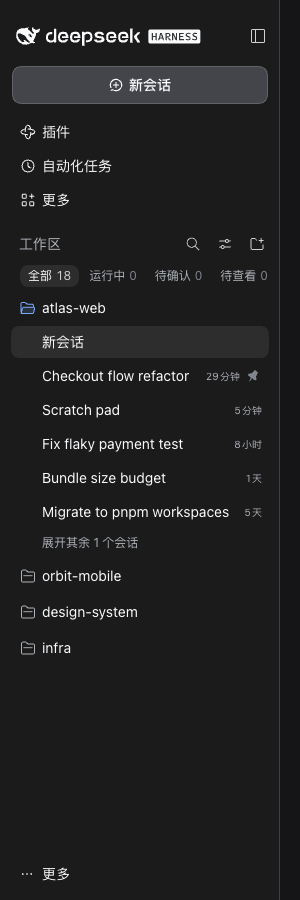 deepseek HARNESS
新会话
插件
自动化任务
更多
工作区
全部 18 运行中 0 待确认 0 待查看 0
atlas-web
新会话
Checkout flow refactor 29分钟
Scratch pad 5分钟
Fix flaky payment test 8小时
Bundle size budget 1天
Migrate to pnpm workspaces 5天
展开其余 1 个会话
orbit-mobile
design-system
infra
更多